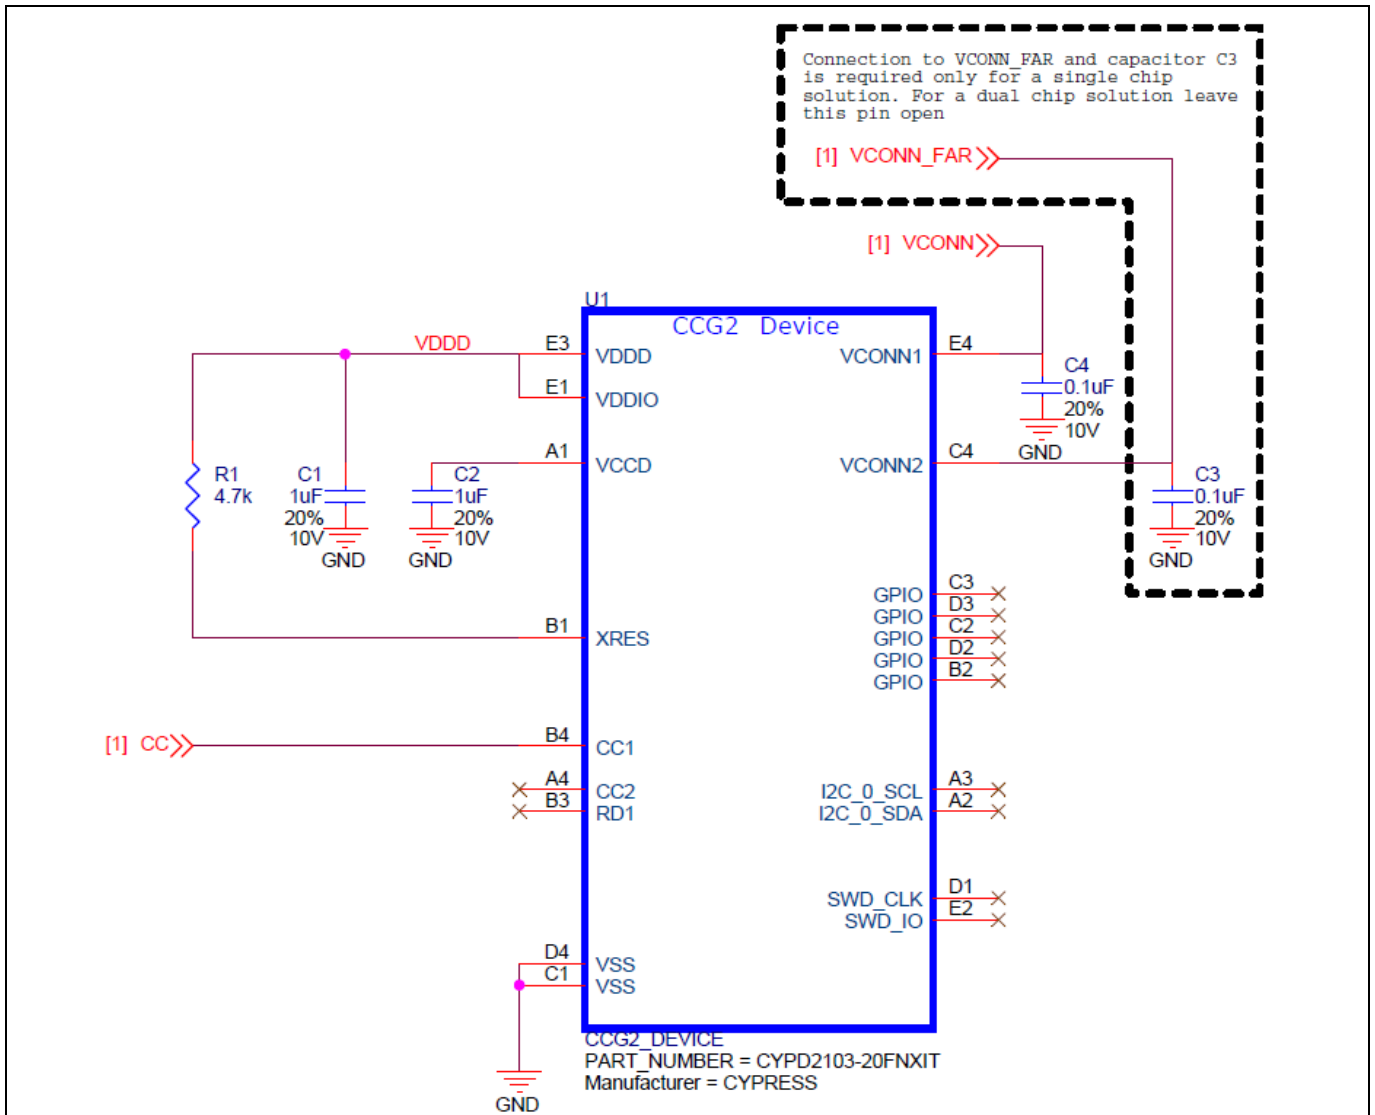 Connection to VCONN_FAR and capacitor C3
is required only for a single chip
solution. For a dual chip solution leave
this pin open
[1] VCONN_FAR
[1] VCONN
U1
CCG2 Device
VDDD
E3
VDDD
E1
VDDIO
A1
VCCD
R1
4.7k
C1
1uF
20%
10V
GND
C2
1uF
20%
10V
GND
B1
XRES
[1] CC
B4
CC1
A4
CC2
B3
RD1
D4
VSS
C1
VSS
GND
VCONN1
E4
C4
0.1uF
20%
10V
GND
VCONN2
C4
C3
0.1uF
20%
10V
GND
GPIO
C3
GPIO
D3
GPIO
C2
GPIO
D2
GPIO
B2
I2C_0_SCL
A3
I2C_0_SDA
A2
SWD_CLK
D1
SWD_IO
E2
CCG2_DEVICE
PART_NUMBER = CYPD2103-20FNXIT
Manufacturer = CYPRESS